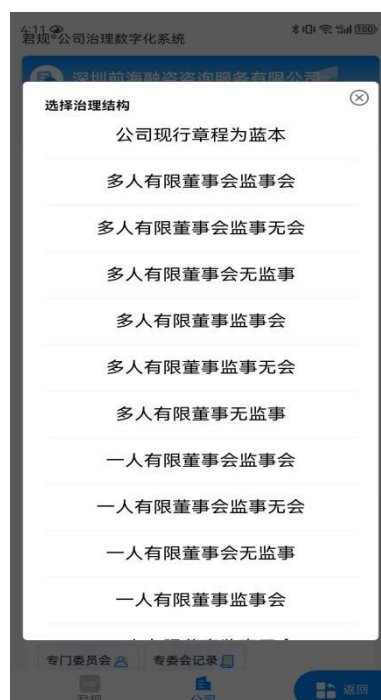 4:11
100
君规®公司治理数字化系统
深圳前海融咨咨询服务有限公司
选择治理结构
公司现行章程为蓝本
多人有限董事会监事会
多人有限董事会监事无会
多人有限董事会无监事
多人有限董事监事会
多人有限董事监事无会
多人有限董事无监事
一人有限董事会监事会
一人有限董事会监事无会
一人有限董事会无监事
一人有限董事监事会
专门委员会
专委会记录
君规
公司
返回